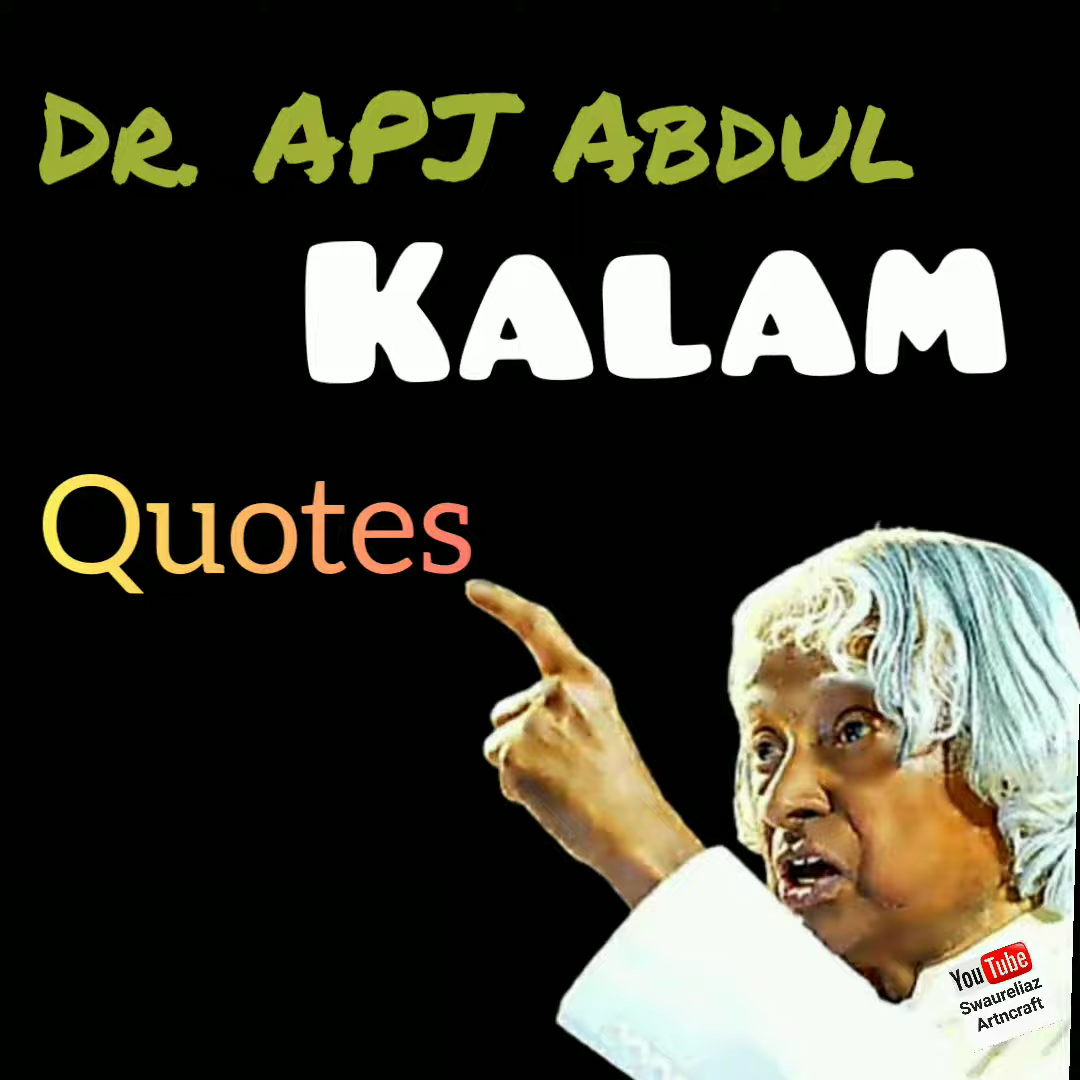 Dr. APJ Abdul
Kalam
Quotes
YouTube
Swaureliaz
Artncraft